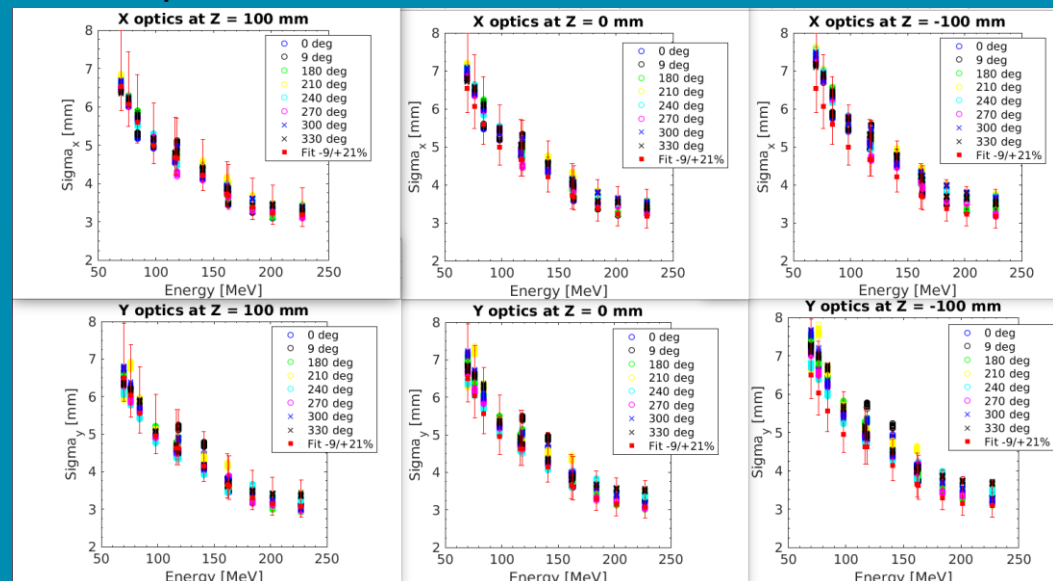 X optics at Z = 100 mm
8
7
6
5
4
3
2
Sigma_x [mm]
50 100 150 200 250
Energy [MeV]
0 deg
9 deg
180 deg
210 deg
240 deg
270 deg
300 deg
330 deg
Fit -9/+21%
X optics at Z = 0 mm
8
7
6
5
4
3
2
Sigma_x [mm]
50 100 150 200 250
Energy [MeV]
0 deg
9 deg
180 deg
210 deg
240 deg
270 deg
300 deg
330 deg
Fit -9/+21%
X optics at Z = -100 mm
8
7
6
5
4
3
2
Sigma_x [mm]
50 100 150 200 250
Energy [MeV]
0 deg
9 deg
180 deg
210 deg
240 deg
270 deg
300 deg
330 deg
Fit -9/+21%
Y optics at Z = 100 mm
8
7
6
5
4
3
2
Sigma_y [mm]
50 100 150 200 250
Energy [MeV]
0 deg
9 deg
180 deg
210 deg
240 deg
270 deg
300 deg
330 deg
Fit -9/+21%
Y optics at Z = 0 mm
8
7
6
5
4
3
2
Sigma_y [mm]
50 100 150 200 250
Energy [MeV]
0 deg
9 deg
180 deg
210 deg
240 deg
270 deg
300 deg
330 deg
Fit -9/+21%
Y optics at Z = -100 mm
8
7
6
5
4
3
2
Sigma_y [mm]
50 100 150 200 250
Energy [MeV]
0 deg
9 deg
180 deg
210 deg
240 deg
270 deg
300 deg
330 deg
Fit -9/+21%